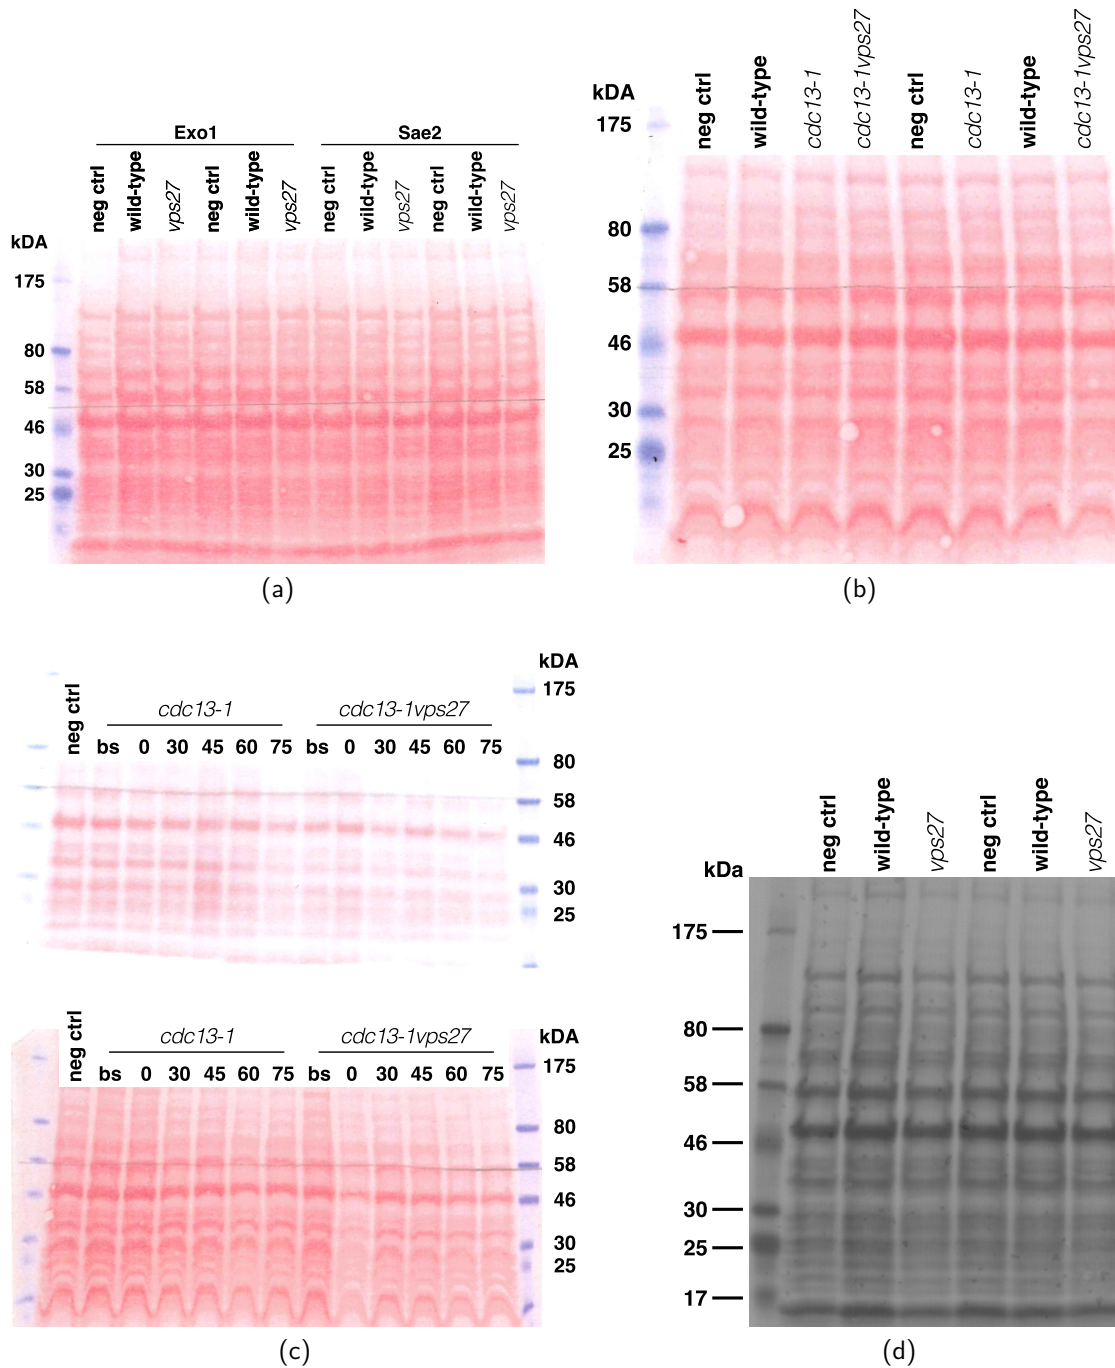 Exo1 Sae2
neg ctrl wild-type vps27 neg ctrl wild-type vps27 neg ctrl wild-type vps27 neg ctrl wild-type vps27
kDA
175
80
58
46
30
25
(a)
neg ctrl wild-type cdc13-1 cdc13-1vps27 neg ctrl cdc13-1 wild-type cdc13-1vps27
kDA
175
80
58
46
30
25
(b)
neg ctrl cdc13-1 cdc13-1vps27 kDA
bs 0 30 45 60 75 bs 0 30 45 60 75
175
80
58
46
30
25
neg ctrl cdc13-1 cdc13-1vps27 kDA
bs 0 30 45 60 75 bs 0 30 45 60 75
175
80
58
46
30
25
(c)
neg ctrl wild-type vps27 neg ctrl wild-type vps27
kDa
175
80
58
46
30
25
17
(d)